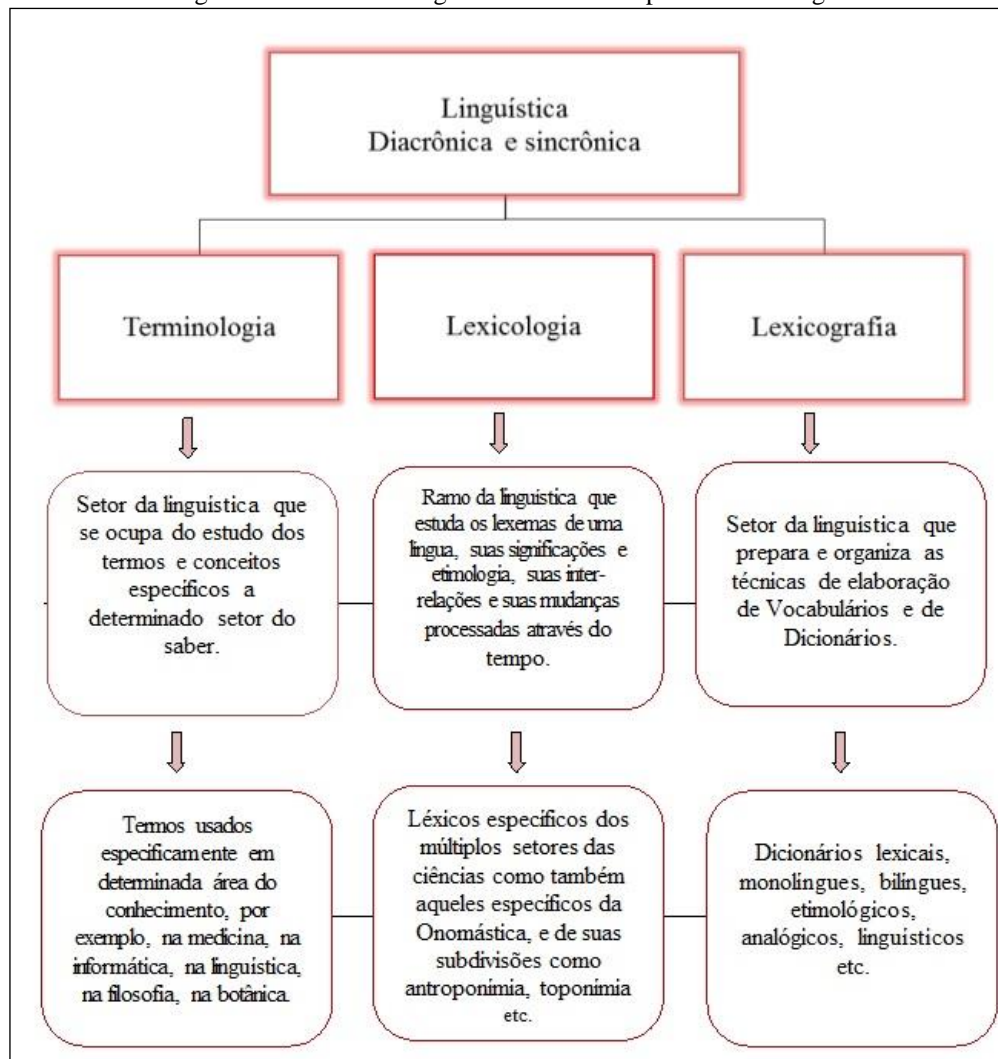 Linguística
Diacrônica e sincrônica
Terminologia
Lexicologia
Lexicografia
Setor da linguística que
se ocupa do estudo dos
termos e conceitos
específicos a
determinado setor do
saber.
Ramo da linguistica que
estuda os lexemas de uma
lingua, suas significações e
etimologia, suas inter-
relações e suas mudanças
processadas através do
tempo.
Setor da linguística que
prepara e organiza as
técnicas de elaboração
de Vocabulários e de
Dicionários.
Termos usados
especificamente em
determinada área do
conhecimento, por
exemplo, na medicina, na
informática, na linguística,
na filosofia, na botânica.
Léxicos específicos dos
múltiplos setores das
ciências como também
aqueles específicos da
Onomástica, e de suas
subdivisões como
antroponimia, toponimia
etc.
Dicionários lexicais,
monolíngues, bilíngues,
etimológicos,
analógicos, linguísticos
etc.